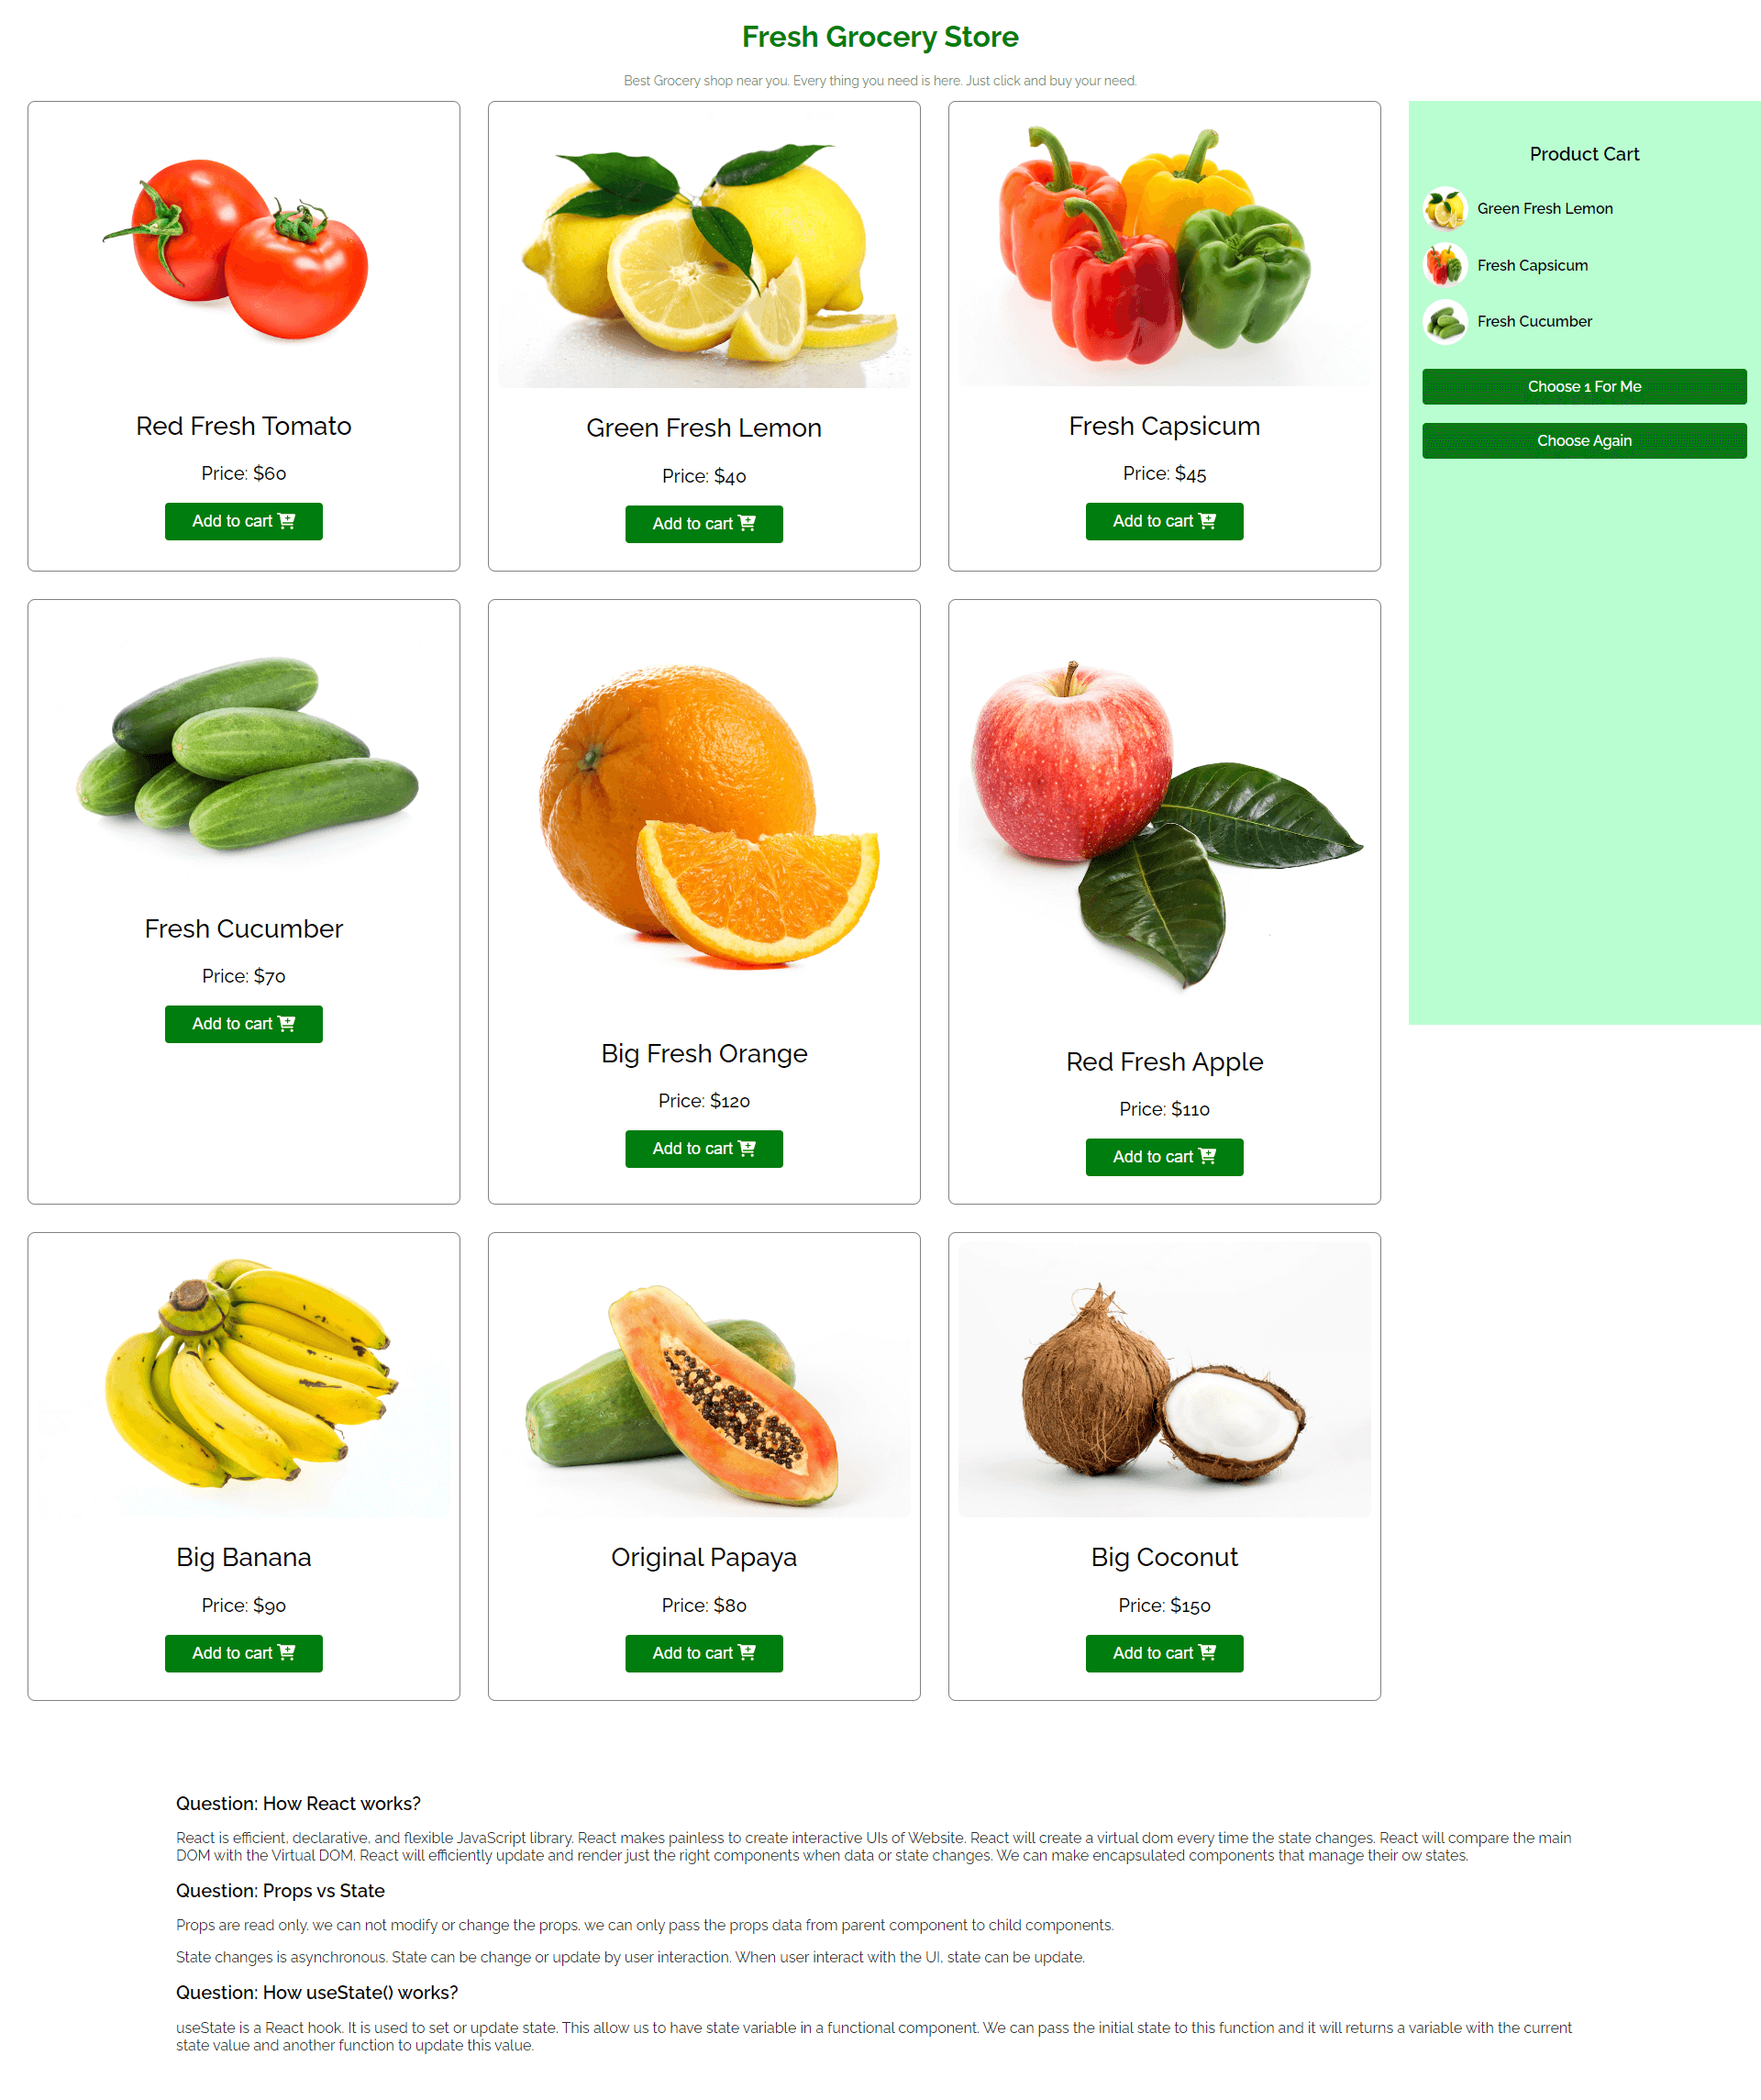 Fresh Grocery Store
Best Grocery shop near you. Every thing you need is here. Just click and buy your need.
Red Fresh Tomato
Price: $60
Add to cart
Green Fresh Lemon
Price: $40
Add to cart
Fresh Capsicum
Price: $45
Add to cart
Product Cart
Green Fresh Lemon
Fresh Capsicum
Fresh Cucumber
Choose 1 For Me
Choose Again
Fresh Cucumber
Price: $70
Add to cart
Big Fresh Orange
Price: $120
Add to cart
Red Fresh Apple
Price: $110
Add to cart
Big Banana
Price: $90
Add to cart
Original Papaya
Price: $80
Add to cart
Big Coconut
Price: $150
Add to cart
Question: How React works?
React is efficient, declarative, and flexible JavaScript library. React makes painless to create interactive UIs of Website. React will create a virtual dom every time the state changes. React will compare the main
DOM with the Virtual DOM. React will efficiently update and render just the right components when data or state changes. We can make encapsulated components that manage their ow states.
Question: Props vs State
Props are read only. we can not modify or change the props. we can only pass the props data from parent component to child components.
State changes is asynchronous. State can be change or update by user interaction. When user interact with the UI, state can be update.
Question: How useState() works?
useState is a React hook. It is used to set or update state. This allow us to have state variable in a functional component. We can pass the initial state to this function and it will returns a variable with the current
state value and another function to update this value.